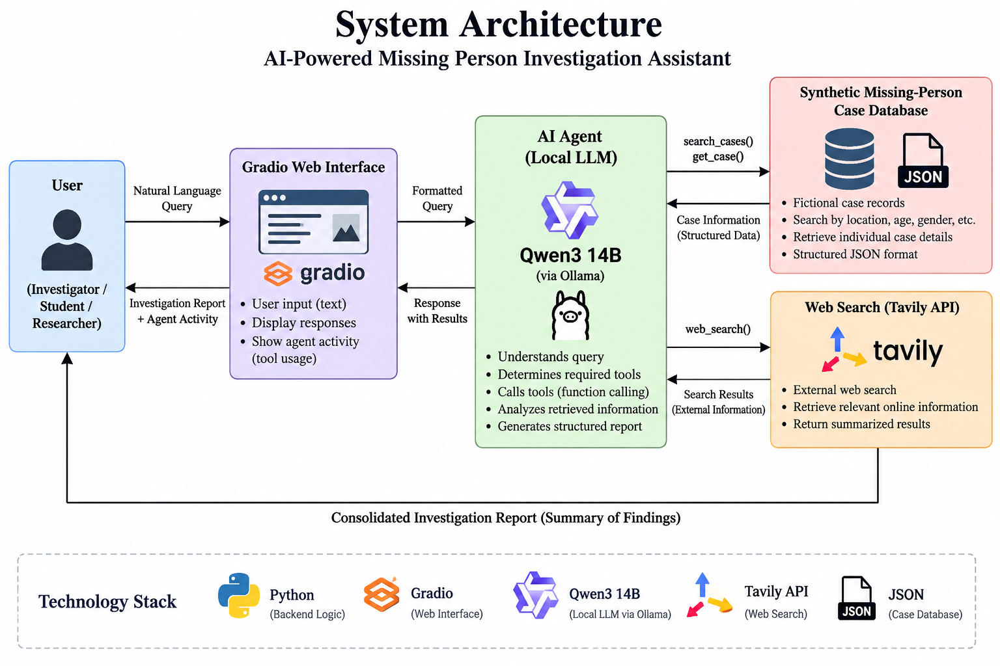 System Architecture
AI-Powered Missing Person Investigation Assistant
User
(Investigator /
Student /
Researcher)
Natural Language
Query
Investigation Report
+ Agent Activity
Gradio Web Interface
gradio
• User input (text)
• Display responses
• Show agent activity
(tool usage)
Formatted
Query
Response
with Results
AI Agent
(Local LLM)
Qwen3 14B
(via Ollama)
• Understands query
• Determines required tools
• Calls tools (function calling)
• Analyzes retrieved information
• Generates structured report
search_cases()
get_case()
Case Information
(Structured Data)
web_search()
Search Results
(External Information)
Synthetic Missing-Person
Case Database
JSON
• Fictional case records
• Search by location, age, gender, etc.
• Retrieve individual case details
• Structured JSON format
Web Search (Tavily API)
tavily
• External web search
• Retrieve relevant online information
• Return summarized results
Consolidated Investigation Report (Summary of Findings)
Technology Stack
Python
(Backend Logic)
Gradio
(Web Interface)
Qwen3 14B
(Local LLM via Ollama)
Tavily API
(Web Search)
JSON
JSON
(Case Database)